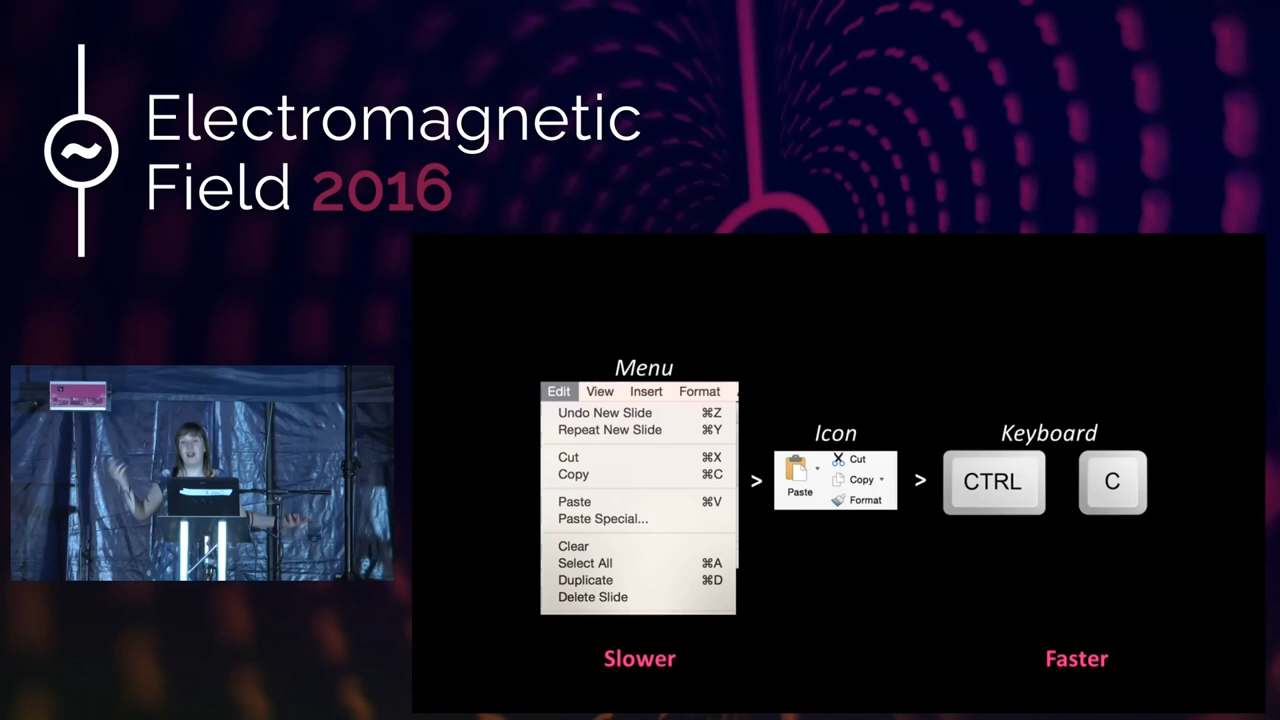 Electromagnetic
Field 2016
Menu
Edit View Insert Format
Undo New Slide ⌘Z
Repeat New Slide ⌘Y
Cut ⌘X
Copy ⌘C
Paste ⌘V
Paste Special...
Clear
Select All ⌘A
Duplicate ⌘D
Delete Slide
>
Icon
Paste
Cut
Copy
Format
>
Keyboard
CTRL C
Slower
Faster